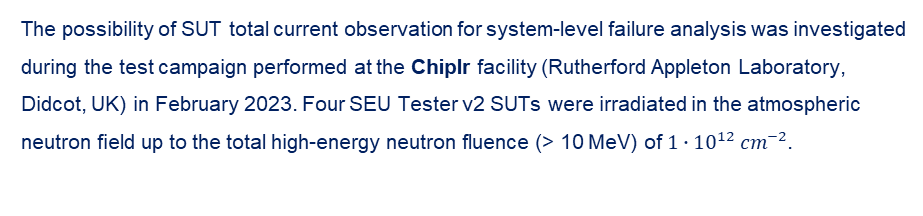 The possibility of SUT total current observation for system-level failure analysis was investigated
during the test campaign performed at the ChipIr facility (Rutherford Appleton Laboratory,
Didcot, UK) in February 2023. Four SEU Tester v2 SUTs were irradiated in the atmospheric
neutron field up to the total high-energy neutron fluence (> 10 MeV) of 1 · 10¹² cm⁻².